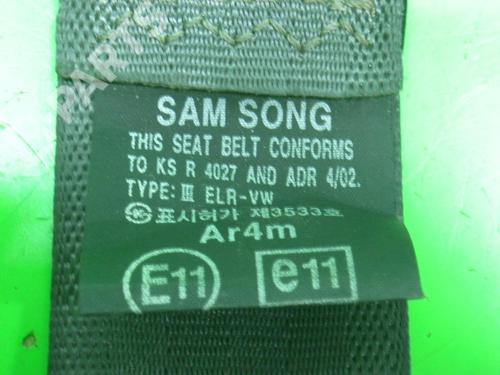 SAM SONG
THIS SEAT BELT CONFORMS
TO KS R 4027 AND ADR 4/02.
TYPE: Ⅲ ELR-VW
㉿표시허가 제3533호
Ar4m
E11 e11
PARTS